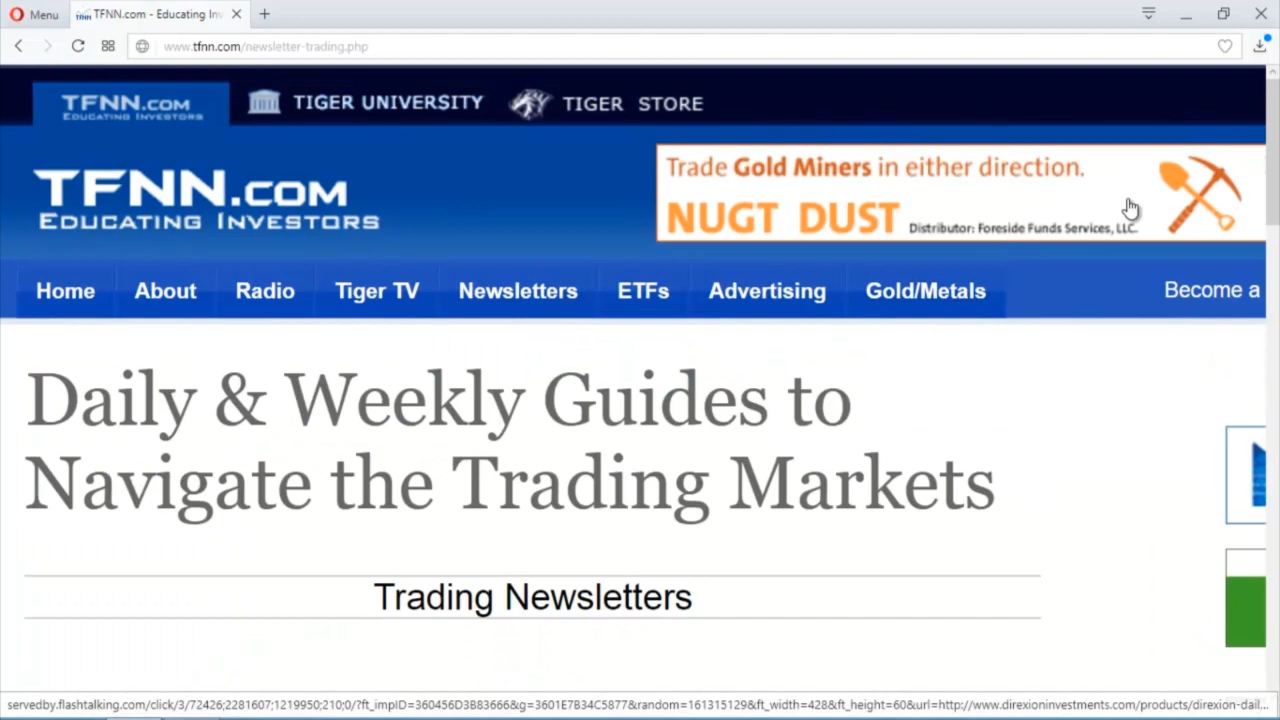 Menu
TFNN.com - Educating In
www.tfnn.com/newsletter-trading.php
TFNN.COM
EDUCATING INVESTORS
TIGER UNIVERSITY
TIGER STORE
TFNN.COM
EDUCATING INVESTORS
Trade Gold Miners in either direction.
NUGT DUST
Distributor: Foreside Funds Services, LLC.
Home About Radio Tiger TV Newsletters ETFs Advertising Gold/Metals Become a
Daily & Weekly Guides to
Navigate the Trading Markets
Trading Newsletters
servedby.flashtalking.com/click/3/72426;2281607;1219950;210;0/?ft_impID=360456D3B83666&g=3601E7B34C5877&random=161315129&ft_width=428&ft_height=60&url=http://www.direxioninvestments.com/products/direxion-dail...